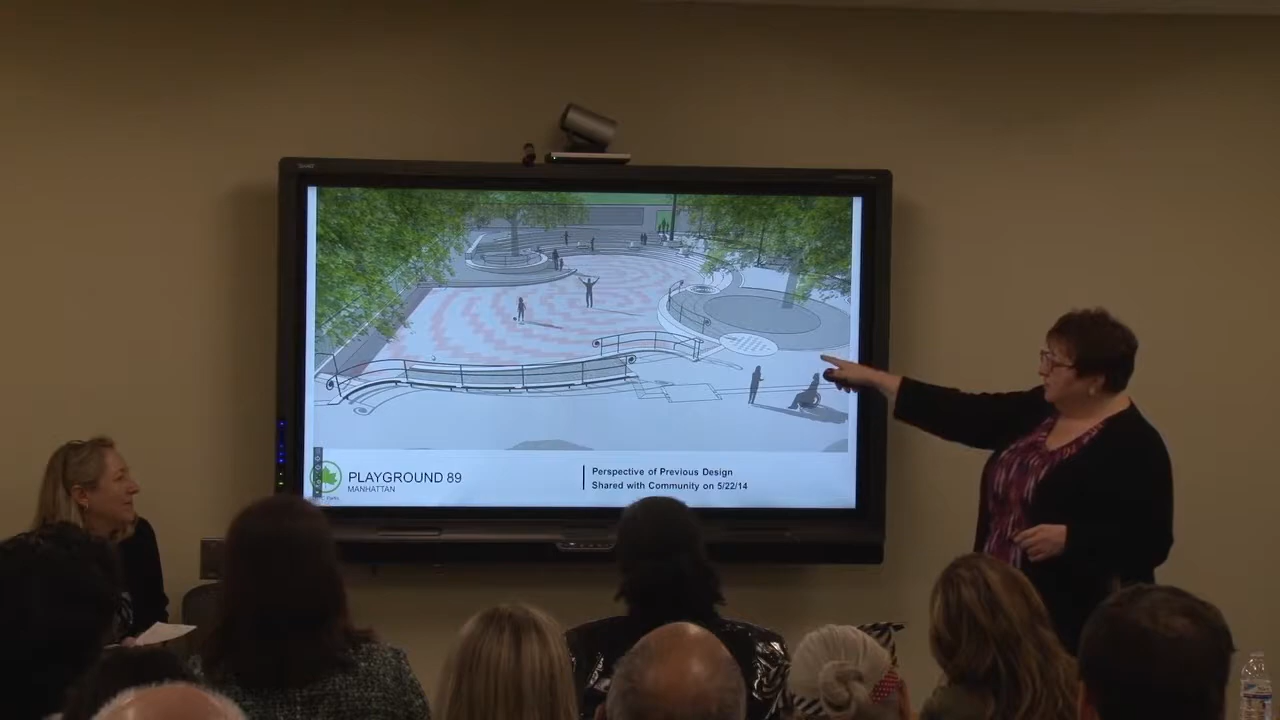 PLAYGROUND 89
MANHATTAN
Perspective of Previous Design
Shared with Community on 5/22/14